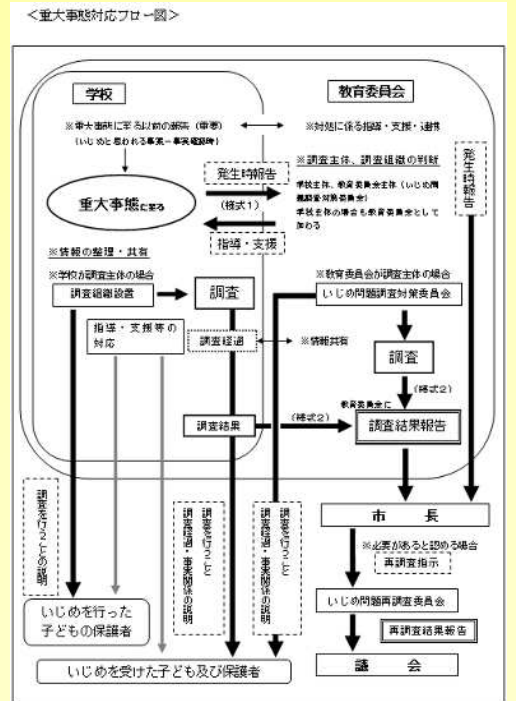 ＜重大事態対応フロー図＞
学校
教育委員会
※重大事態に至る以前の報告（重要）
（いじめと思われる事案－事実確認時）
※対処に係る指導・支援・連携
※調査主体、調査組織の判断
発生時報告
発生時報告
学校主体、教育委員会主体（いじめ問
題調査対策委員会）
学校主体の場合も教育委員会として
加わる
重大事態に至る
（様式1）
指導・支援
※情報の整理・共有
※学校が調査主体の場合
※教育委員会が調査主体の場合
調査組織設置
調査
いじめ問題調査対策委員会
指導・支援等の
対応
調査経過
※情報共有
調査
（様式2）
教育委員会に
調査結果
（様式2）
調査結果報告
調査を行うことの説明
調査を行うこと
調査経過・事実関係の説明
調査を行うこと
調査経過・事実関係の説明
市　長
※必要があると認める場合
再調査指示
いじめを行った
子どもの保護者
いじめ問題再調査委員会
再調査結果報告
いじめを受けた子ども及び保護者
議　会